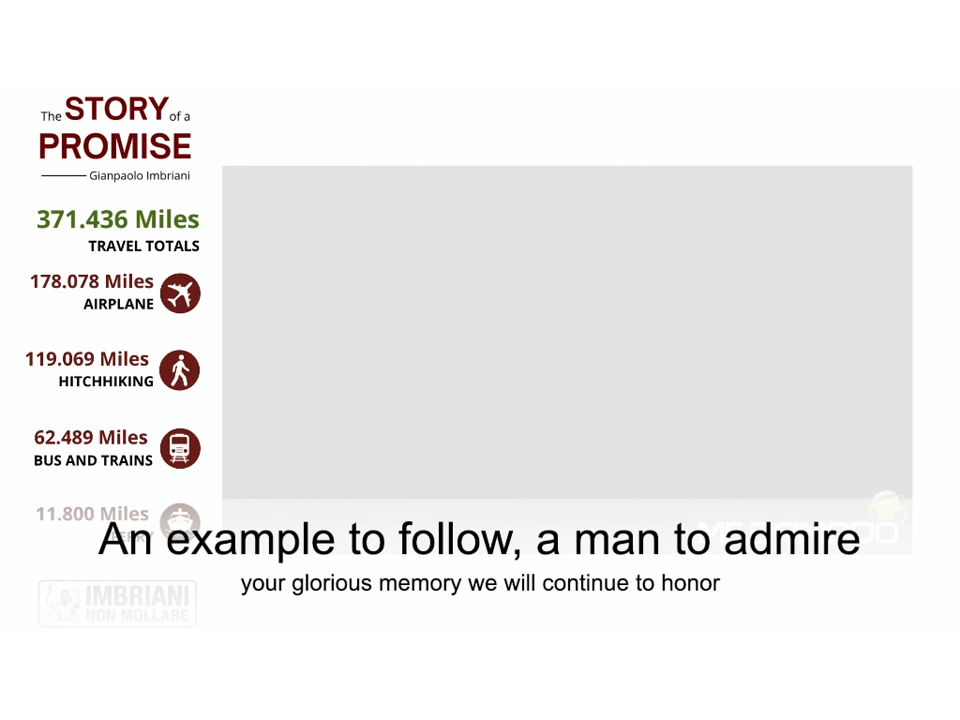 The STORY of a
PROMISE
Gianpaolo Imbriani
371.436 Miles
TRAVEL TOTALS
178.078 Miles
AIRPLANE
119.069 Miles
HITCHHIKING
62.489 Miles
BUS AND TRAINS
11.800 Miles
An example to follow, a man to admire
your glorious memory we will continue to honor
IMBRIANI
NON MOLLARE